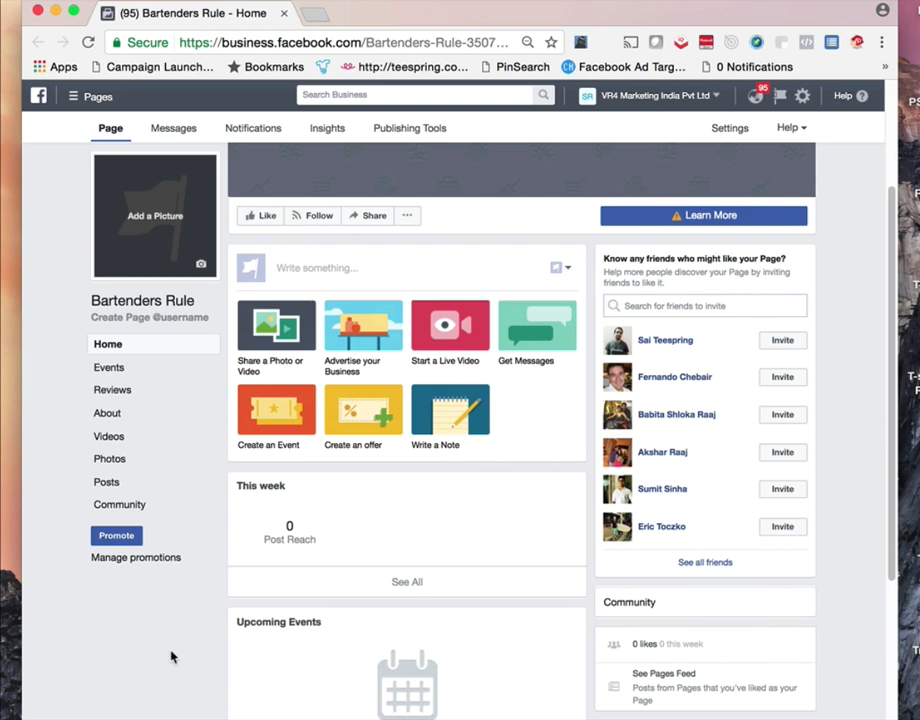 (95) Bartenders Rule - Home
Secure https://business.facebook.com/Bartenders-Rule-3507...
Apps Campaign Launch... Bookmarks http://teespring.co... PinSearch Facebook Ad Targ... 0 Notifications »
Pages Search Business SR VR4 Marketing India Pvt Ltd 95 Help
Page Messages Notifications Insights Publishing Tools Settings Help
Add a Picture
Like Follow Share ... Learn More
Write something...
Bartenders Rule
Create Page @username
Home
Events
Reviews
About
Videos
Photos
Posts
Community
Promote
Manage promotions
Share a Photo or
Video
Advertise your
Business
Start a Live Video
Get Messages
Create an Event
Create an offer
Write a Note
This week
0
Post Reach
See All
Upcoming Events
Know any friends who might like your Page?
Help more people discover your Page by inviting
friends to like it.
Search for friends to invite
Sai Teespring Invite
Fernando Chebair Invite
Babita Shloka Raaj Invite
Akshar Raaj Invite
Sumit Sinha Invite
Eric Toczko Invite
See all friends
Community
0 likes 0 this week
See Pages Feed
Posts from Pages that you've liked as your
Page